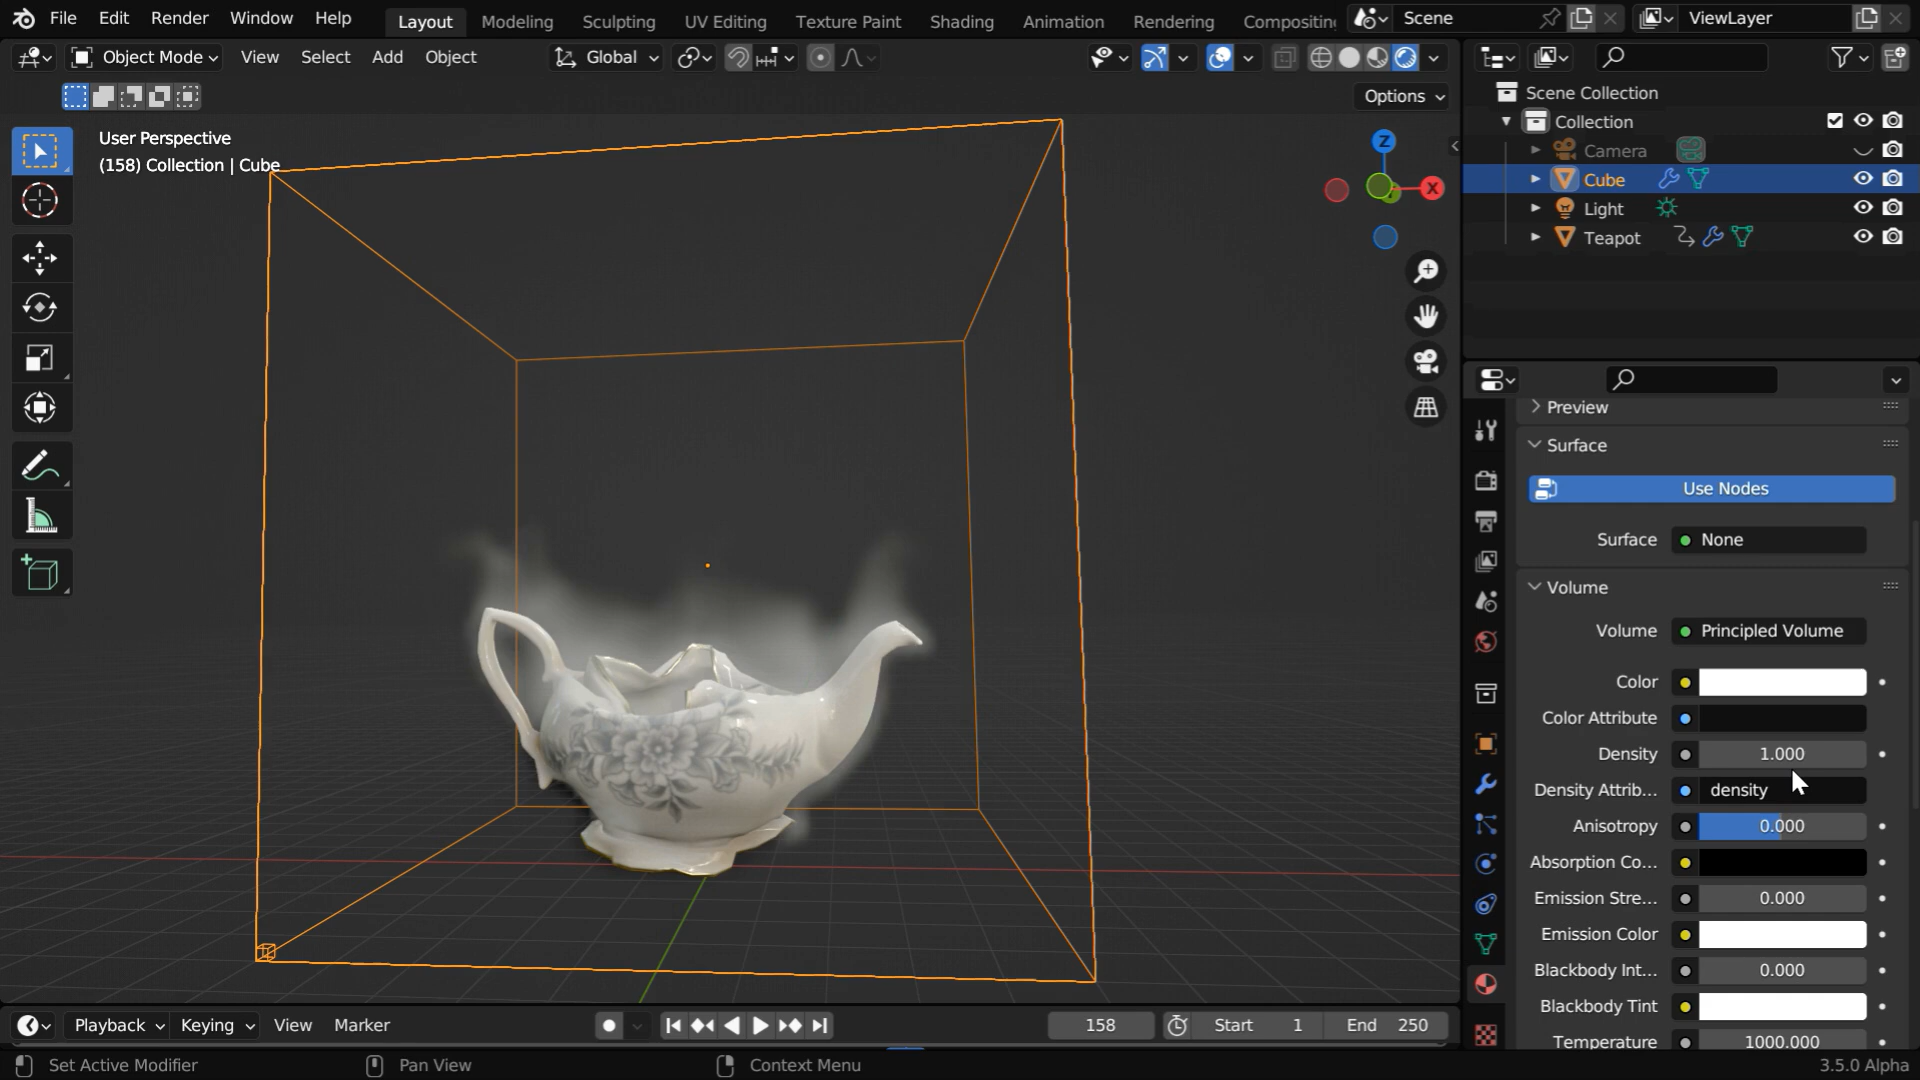 File Edit Render Window Help Layout Modeling Sculpting UV Editing Texture Paint Shading Animation Rendering Compositing Scene ViewLayer
Object Mode View Select Add Object Global
Options
User Perspective
(158) Collection | Cube
Z
X
Scene Collection
Collection
Camera
Cube
Light
Teapot
Preview
Surface
Use Nodes
Surface None
Volume
Volume Principled Volume
Color
Color Attribute
Density 1.000
Density Attrib... density
Anisotropy 0.000
Absorption Co...
Emission Stre... 0.000
Emission Color
Blackbody Int... 0.000
Blackbody Tint
Temperature 1000.000
Playback Keying View Marker 158 Start 1 End 250
Set Active Modifier Pan View Context Menu 3.5.0 Alpha